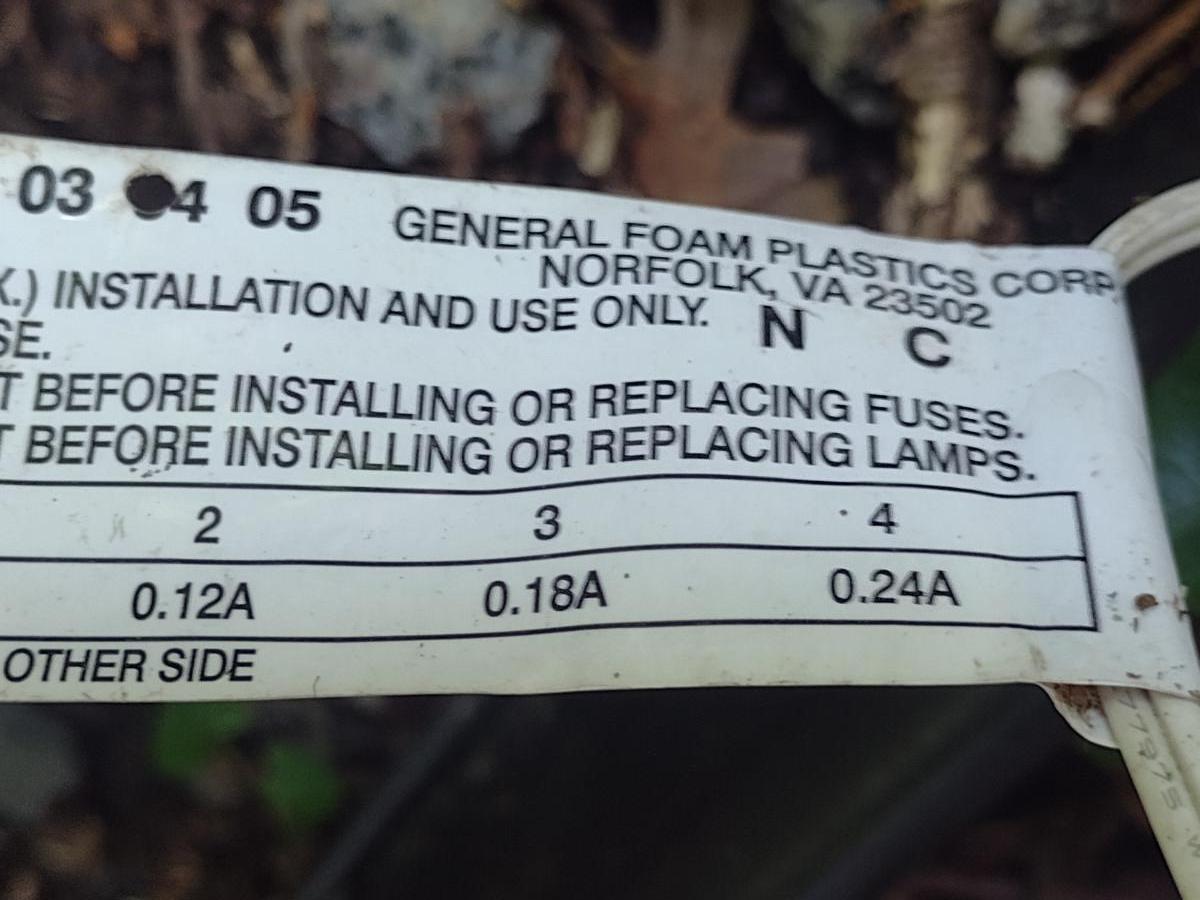 03 4 05 GENERAL FOAM PLASTICS CORP.
NORFOLK, VA 23502
K.) INSTALLATION AND USE ONLY. N C
SE.
T BEFORE INSTALLING OR REPLACING FUSES.
T BEFORE INSTALLING OR REPLACING LAMPS.
2 3 4
0.12A 0.18A 0.24A
OTHER SIDE